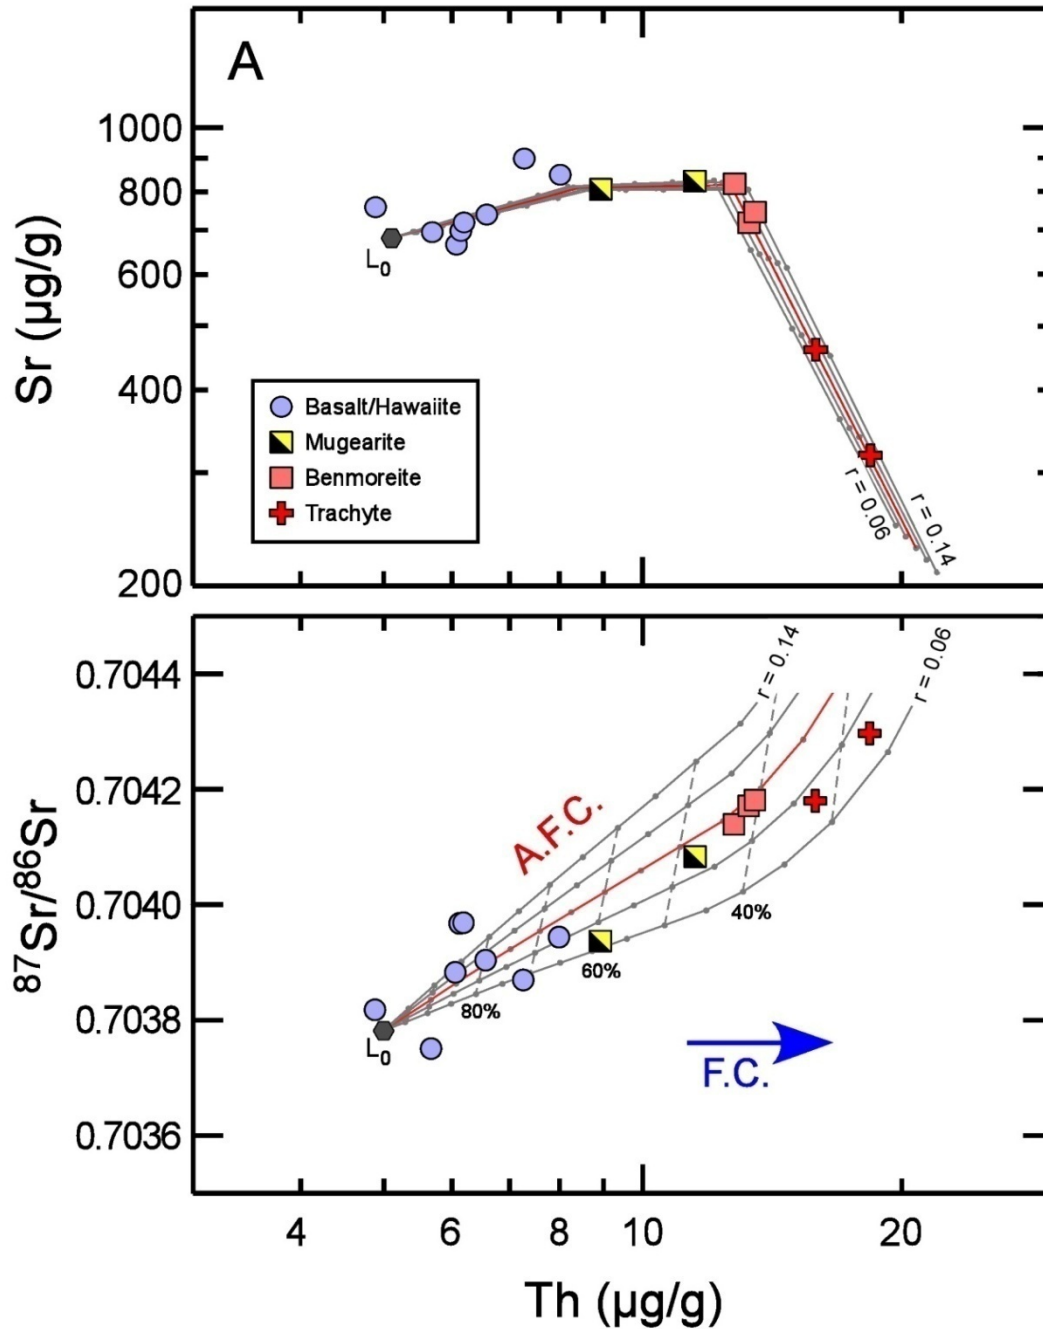 A
1000
800
600
400
200
Sr (µg/g)
L0
Basalt/Hawaiite
Mugearite
Benmoreite
Trachyte
r = 0.06
r = 0.14
0.7044
0.7042
0.7040
0.7038
0.7036
87Sr/86Sr
r = 0.14
r = 0.06
A.F.C.
40%
60%
80%
L0
F.C.
4 6 8 10 20
Th (µg/g)